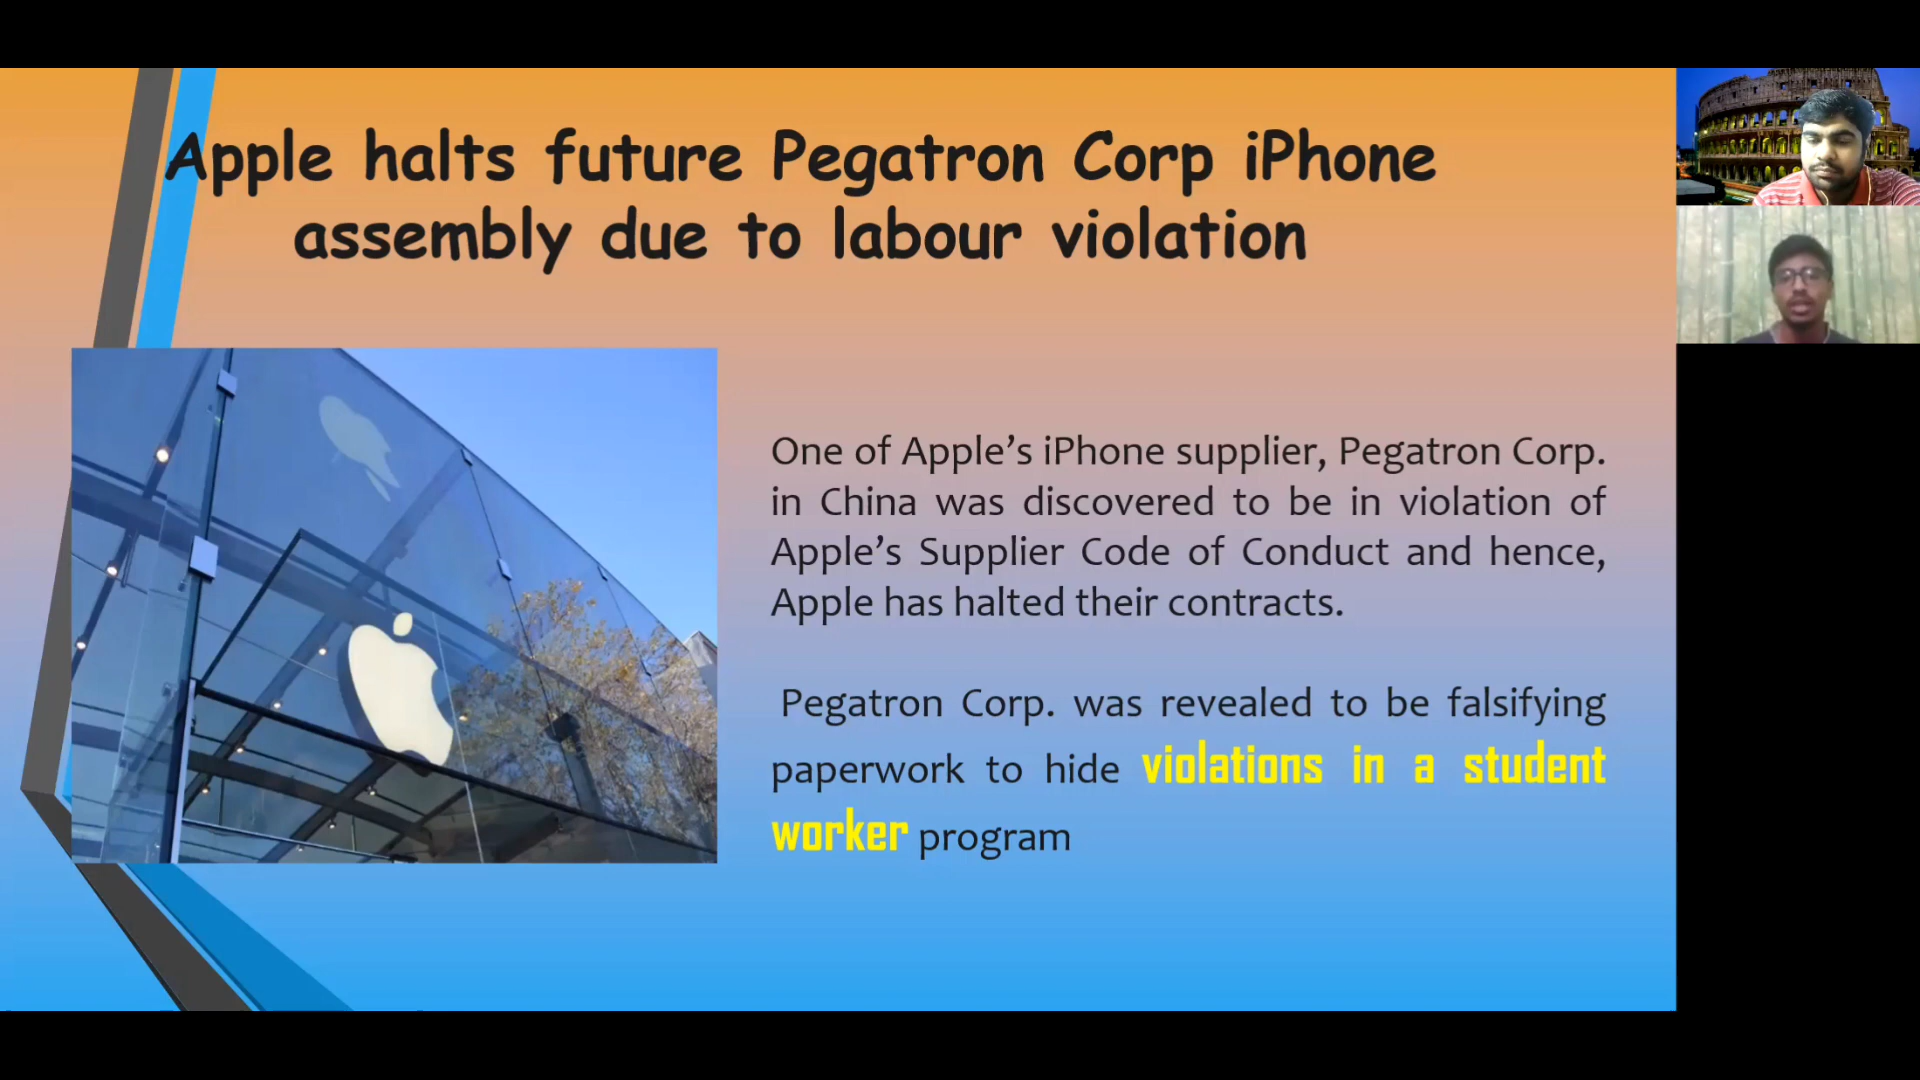 Apple halts future Pegatron Corp iPhone
assembly due to labour violation
One of Apple’s iPhone supplier, Pegatron Corp.
in China was discovered to be in violation of
Apple’s Supplier Code of Conduct and hence,
Apple has halted their contracts.
Pegatron Corp. was revealed to be falsifying
paperwork to hide violations in a student
worker program